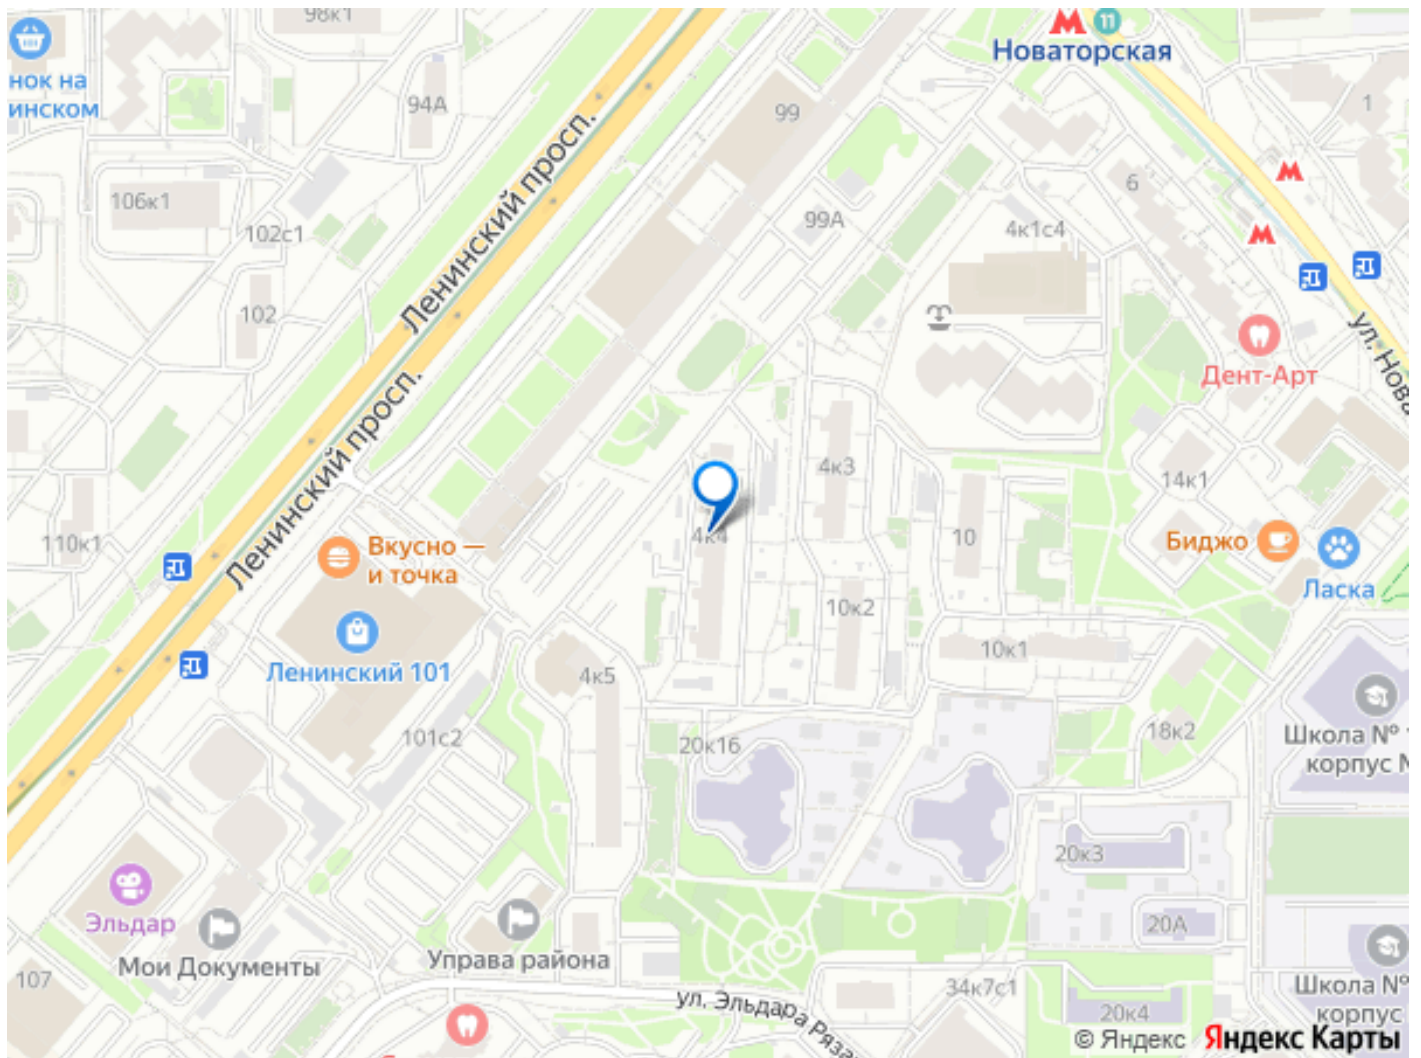 98к1
11
Новаторская
нок на
инском
94А
99
1
106к1
6
102с1
99А
4к1с4
Ленинский просп.
102
ул. Нова
Дент-Арт
Ленинский просп.
4к3
14к1
110к1
Вкусно —
и точка
4к4
10
Биджо
Ласка
10к2
Ленинский 101
10к1
4к5
101с2
20к16
18к2
Школа №
корпус
20к3
Эльдар
20А
Мои Документы
Управа района
107
34к7с1
Школа №
корпус
ул. Эльдара Ряза
20к4
© Яндекс Яндекс Карты